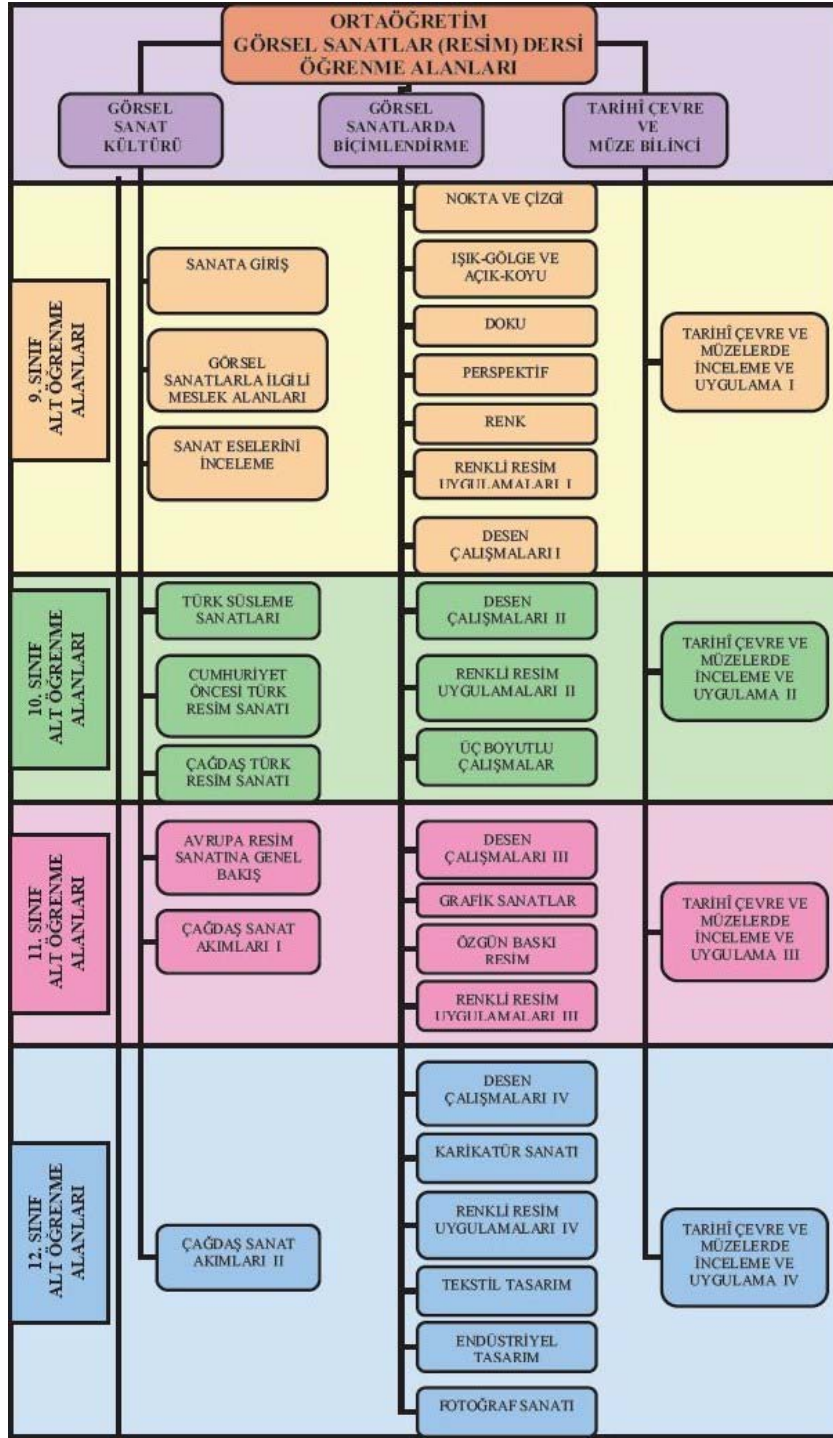 ORTAÖĞRETİM
GÖRSEL SANATLAR (RESİM) DERSİ
ÖĞRENME ALANLARI
GÖRSEL
SANAT
KÜLTÜRÜ
GÖRSEL
SANATLARDA
BİÇİMLENDİRME
TARİHÎ ÇEVRE
VE
MÜZE BİLİNCİ
9. SINIF
ALT ÖĞRENME
ALANLARI
SANATA GİRİŞ
GÖRSEL
SANATLARLA İLGİLİ
MESLEK ALANLARI
SANAT ESELERİNİ
İNCELEME
NOKTA VE ÇİZGİ
IŞIK-GÖLGE VE
AÇIK-KOYU
DOKU
PERSPEKTİF
RENK
RENKLİ RESİM
UYGULAMALARI I
DESEN
ÇALIŞMALARI I
TARİHÎ ÇEVRE VE
MÜZELERDE
İNCELEME VE
UYGULAMA I
10. SINIF
ALT ÖĞRENME
ALANLARI
TÜRK SÜSLEME
SANATLARI
CUMHURİYET
ÖNCESİ TÜRK
RESİM SANATI
ÇAĞDAŞ TÜRK
RESİM SANATI
DESEN
ÇALIŞMALARI II
RENKLİ RESİM
UYGULAMALARI II
ÜÇ BOYUTLU
ÇALIŞMALAR
TARİHÎ ÇEVRE VE
MÜZELERDE
İNCELEME VE
UYGULAMA II
11. SINIF
ALT ÖĞRENME
ALANLARI
AVRUPA RESİM
SANATINA GENEL
BAKIŞ
ÇAĞDAŞ SANAT
AKIMLARI I
DESEN
ÇALIŞMALARI III
GRAFİK SANATLAR
ÖZGÜN BASKI
RESİM
RENKLİ RESİM
UYGULAMALARI III
TARİHÎ ÇEVRE VE
MÜZELERDE
İNCELEME VE
UYGULAMA III
12. SINIF
ALT ÖĞRENME
ALANLARI
ÇAĞDAŞ SANAT
AKIMLARI II
DESEN
ÇALIŞMALARI IV
KARİKATÜR SANATI
RENKLİ RESİM
UYGULAMALARI IV
TEKSTİL TASARIM
ENDÜSTRİYEL
TASARIM
FOTOĞRAF SANATI
TARİHÎ ÇEVRE VE
MÜZELERDE
İNCELEME VE
UYGULAMA IV